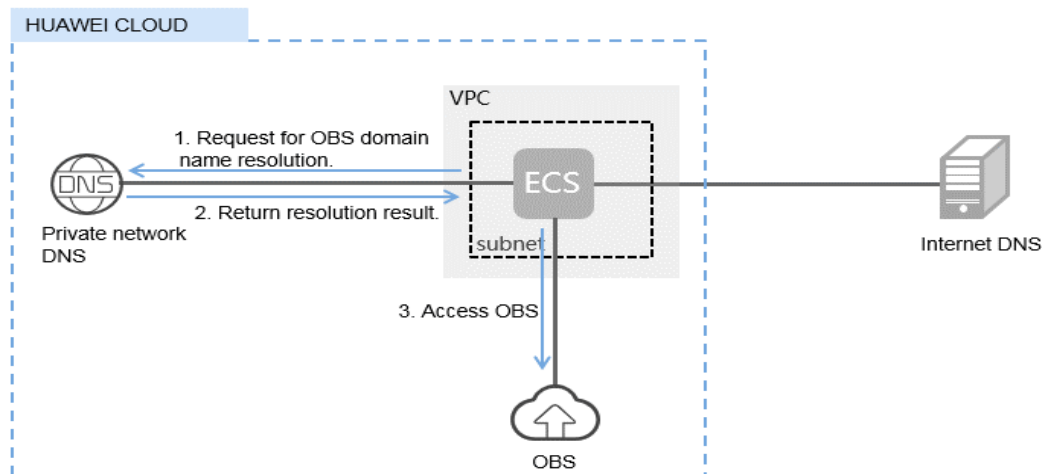 HUAWEI CLOUD
VPC
1. Request for OBS domain
name resolution.
DNS
ECS
2. Return resolution result.
Private network
DNS
subnet
Internet DNS
3. Access OBS
OBS